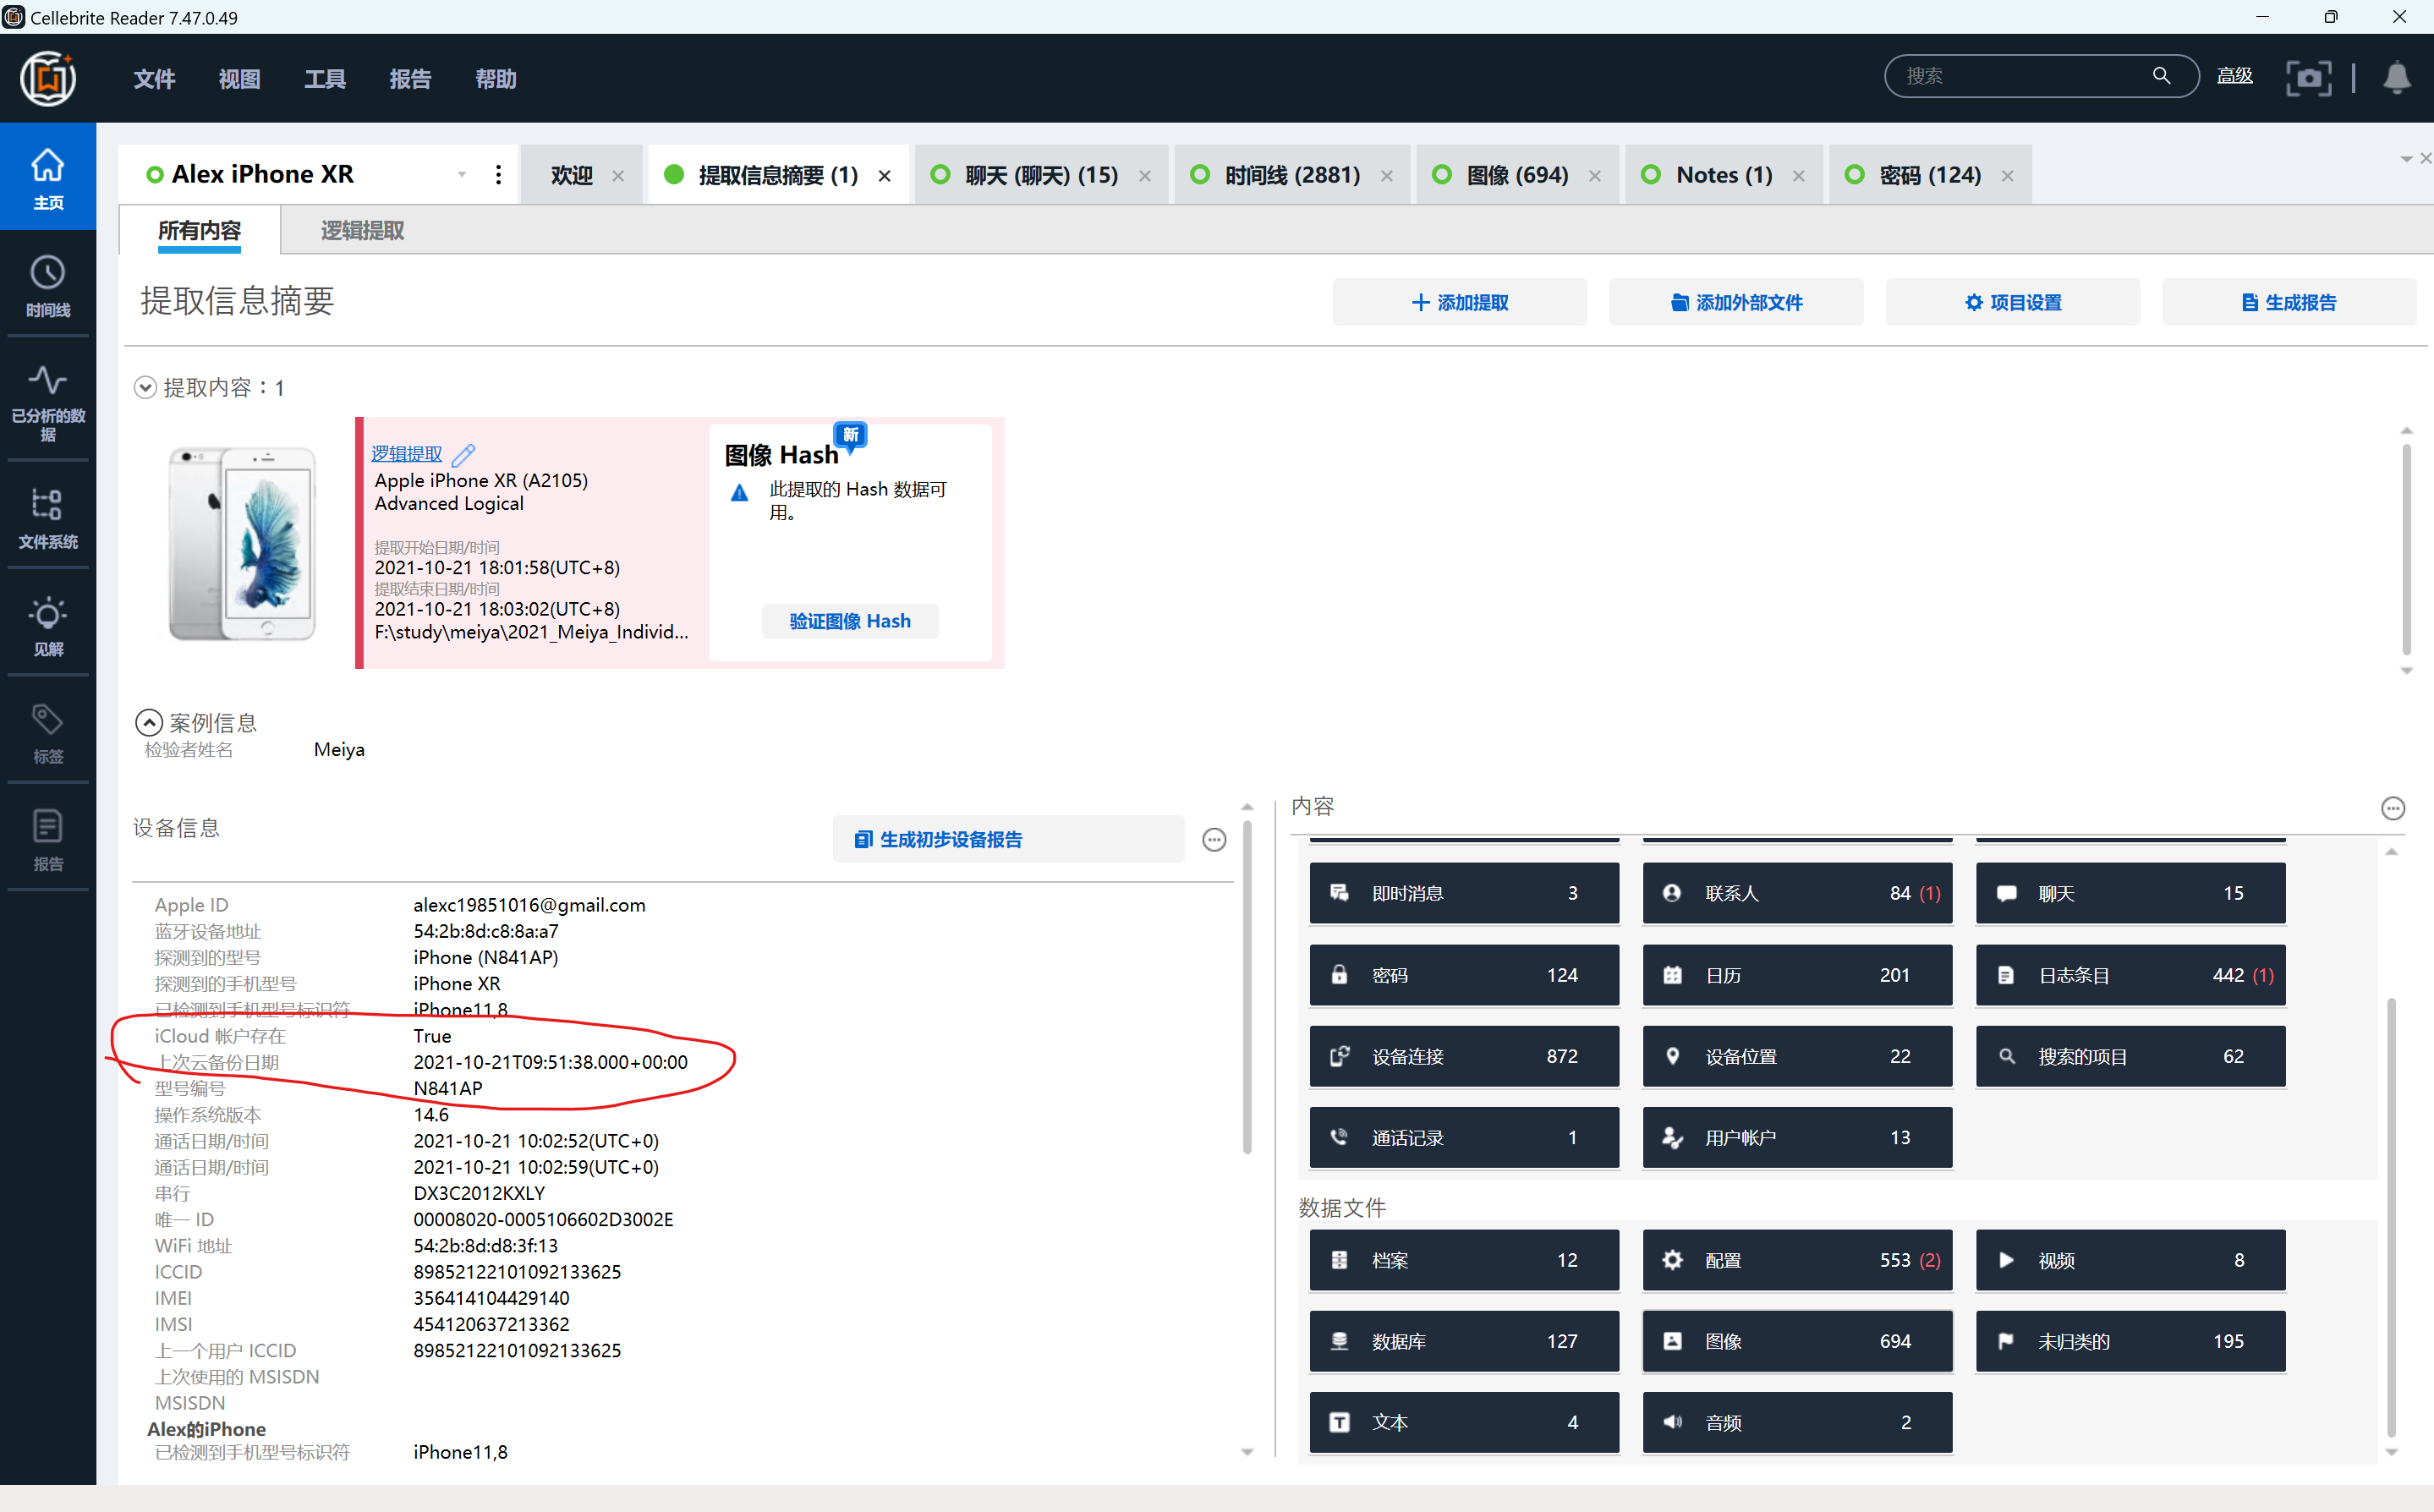 Cellebrite Reader 7.47.0.49
文件 视图 工具 报告 帮助
搜索 高级
主页
时间线
已分析的数据
文件系统
见解
标签
报告
Alex iPhone XR 欢迎 提取信息摘要 (1) 聊天 (聊天) (15) 时间线 (2881) 图像 (694) Notes (1) 密码 (124)
所有内容 逻辑提取
提取信息摘要 添加提取 添加外部文件 项目设置 生成报告
提取内容：1
逻辑提取
Apple iPhone XR (A2105)
Advanced Logical
提取开始日期/时间
2021-10-21 18:01:58(UTC+8)
提取结束日期/时间
2021-10-21 18:03:02(UTC+8)
F:\study\meiya\2021_Meiya_Individ...
新
图像 Hash
此提取的 Hash 数据可
用。
验证图像 Hash
案例信息
检验者姓名 Meiya
设备信息 生成初步设备报告
Apple ID alexc19851016@gmail.com
蓝牙设备地址 54:2b:8d:c8:8a:a7
探测到的型号 iPhone (N841AP)
探测到的手机型号 iPhone XR
已检测到手机型号标识符 iPhone11,8
iCloud 帐户存在 True
上次云备份日期 2021-10-21T09:51:38.000+00:00
型号编号 N841AP
操作系统版本 14.6
通话日期/时间 2021-10-21 10:02:52(UTC+0)
通话日期/时间 2021-10-21 10:02:59(UTC+0)
串行 DX3C2012KXLY
唯一 ID 00008020-0005106602D3002E
WiFi 地址 54:2b:8d:d8:3f:13
ICCID 89852122101092133625
IMEI 356414104429140
IMSI 454120637213362
上一个用户 ICCID 89852122101092133625
上次使用的 MSISDN
MSISDN
Alex的iPhone
已检测到手机型号标识符 iPhone11,8
内容
即时消息 3 联系人 84 (1) 聊天 15
密码 124 日历 201 日志条目 442 (1)
设备连接 872 设备位置 22 搜索的项目 62
通话记录 1 用户帐户 13
数据文件
档案 12 配置 553 (2) 视频 8
数据库 127 图像 694 未归类的 195
文本 4 音频 2